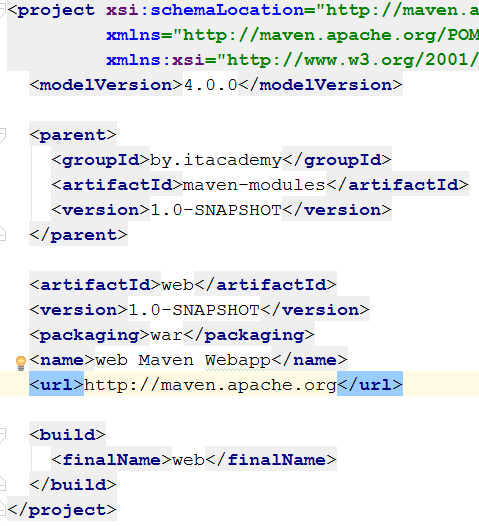 <project xsi:schemaLocation="http://maven.a
xmlns="http://maven.apache.org/POM
xmlns:xsi="http://www.w3.org/2001/
<modelVersion>4.0.0</modelVersion>
<parent>
<groupId>by.itacademy</groupId>
<artifactId>maven-modules</artifactId>
<version>1.0-SNAPSHOT</version>
</parent>
<artifactId>web</artifactId>
<version>1.0-SNAPSHOT</version>
<packaging>war</packaging>
<name>web Maven Webapp</name>
<url>http://maven.apache.org</url>
<build>
<finalName>web</finalName>
</build>
</project>